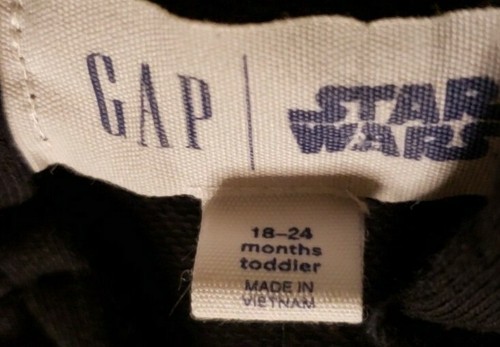 GAP | STAR
WARS
18-24
months
toddler
MADE IN
VIETNAM